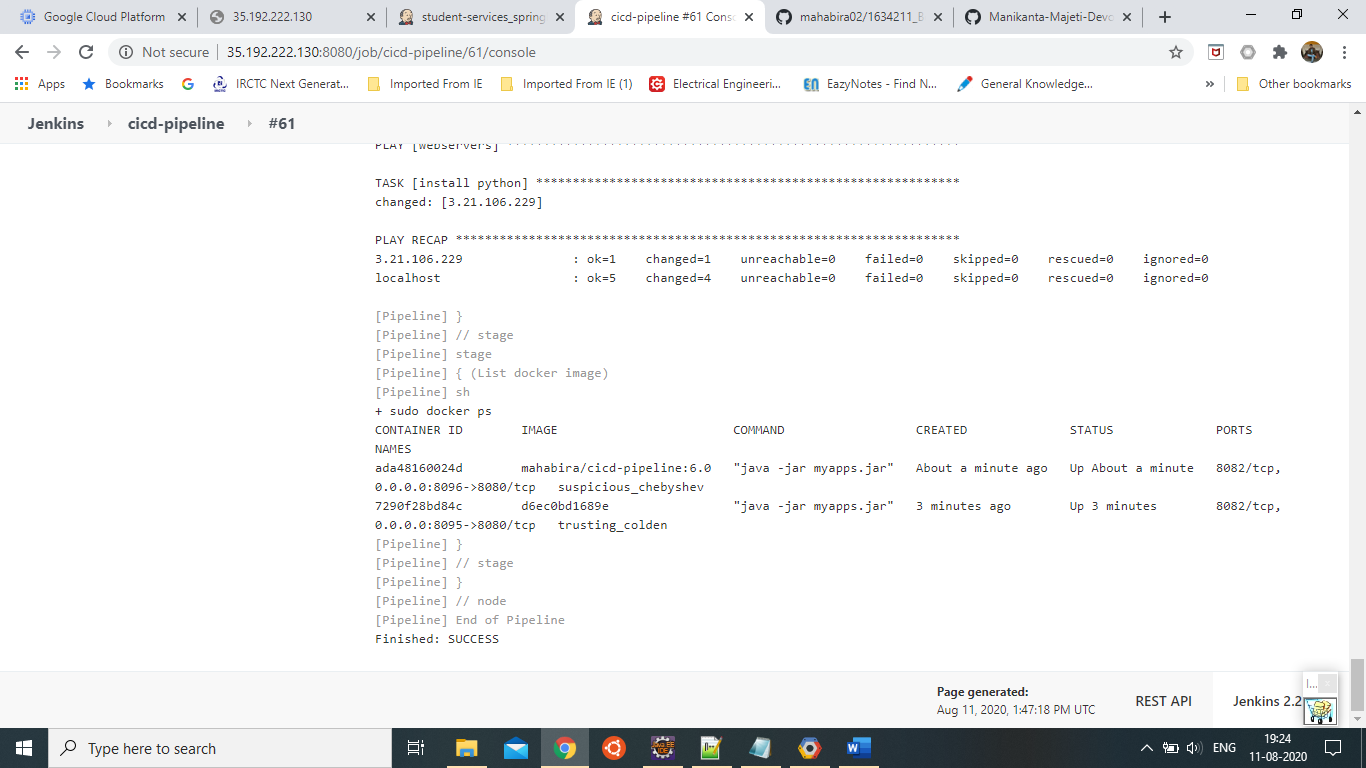 Google Cloud Platform
35.192.222.130
student-services_spring
cicd-pipeline #61 Cons
mahabira02/1634211_B
Manikanta-Majeti-Devo
Not secure | 35.192.222.130:8080/job/cicd-pipeline/61/console
Apps Bookmarks IRCTC Next Generat... Imported From IE Imported From IE (1) Electrical Engineeri... EazyNotes - Find N... General Knowledge... » Other bookmarks
Jenkins cicd-pipeline #61
PLAY [webservers] **************************************************************
TASK [install python] **********************************************************
changed: [3.21.106.229]
PLAY RECAP *********************************************************************
3.21.106.229 : ok=1 changed=1 unreachable=0 failed=0 skipped=0 rescued=0 ignored=0
localhost : ok=5 changed=4 unreachable=0 failed=0 skipped=0 rescued=0 ignored=0
[Pipeline] }
[Pipeline] // stage
[Pipeline] stage
[Pipeline] { (List docker image)
[Pipeline] sh
+ sudo docker ps
CONTAINER ID IMAGE COMMAND CREATED STATUS PORTS
NAMES
ada48160024d mahabira/cicd-pipeline:6.0 "java -jar myapps.jar" About a minute ago Up About a minute 8082/tcp,
0.0.0.0:8096->8080/tcp suspicious_chebyshev
7290f28bd84c d6ec0bd1689e "java -jar myapps.jar" 3 minutes ago Up 3 minutes 8082/tcp,
0.0.0.0:8095->8080/tcp trusting_colden
[Pipeline] }
[Pipeline] // stage
[Pipeline] }
[Pipeline] // node
[Pipeline] End of Pipeline
Finished: SUCCESS
Page generated:
Aug 11, 2020, 1:47:18 PM UTC
REST API
Jenkins 2.2
Type here to search
ENG
19:24
11-08-2020